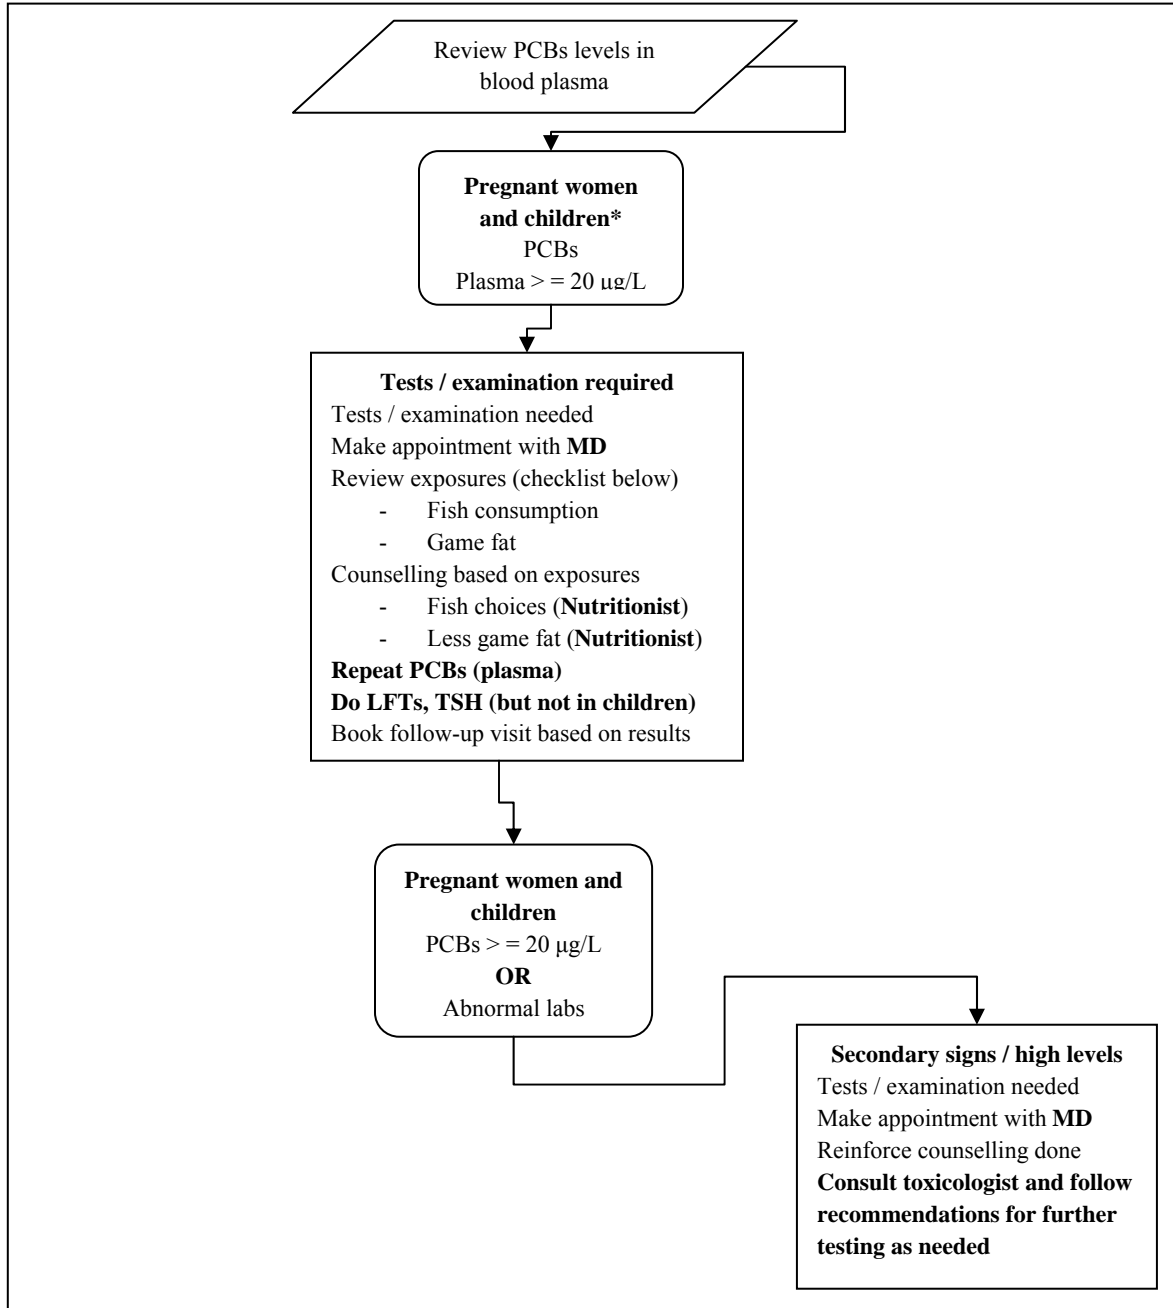 Review PCBs levels in
blood plasma
Pregnant women
and children*
PCBs
Plasma > = 20 µg/L
Tests / examination required
Tests / examination needed
Make appointment with MD
Review exposures (checklist below)
- Fish consumption
- Game fat
Counselling based on exposures
- Fish choices (Nutritionist)
- Less game fat (Nutritionist)
Repeat PCBs (plasma)
Do LFTs, TSH (but not in children)
Book follow-up visit based on results
Pregnant women and
children
PCBs > = 20 µg/L
OR
Abnormal labs
Secondary signs / high levels
Tests / examination needed
Make appointment with MD
Reinforce counselling done
Consult toxicologist and follow
recommendations for further
testing as needed